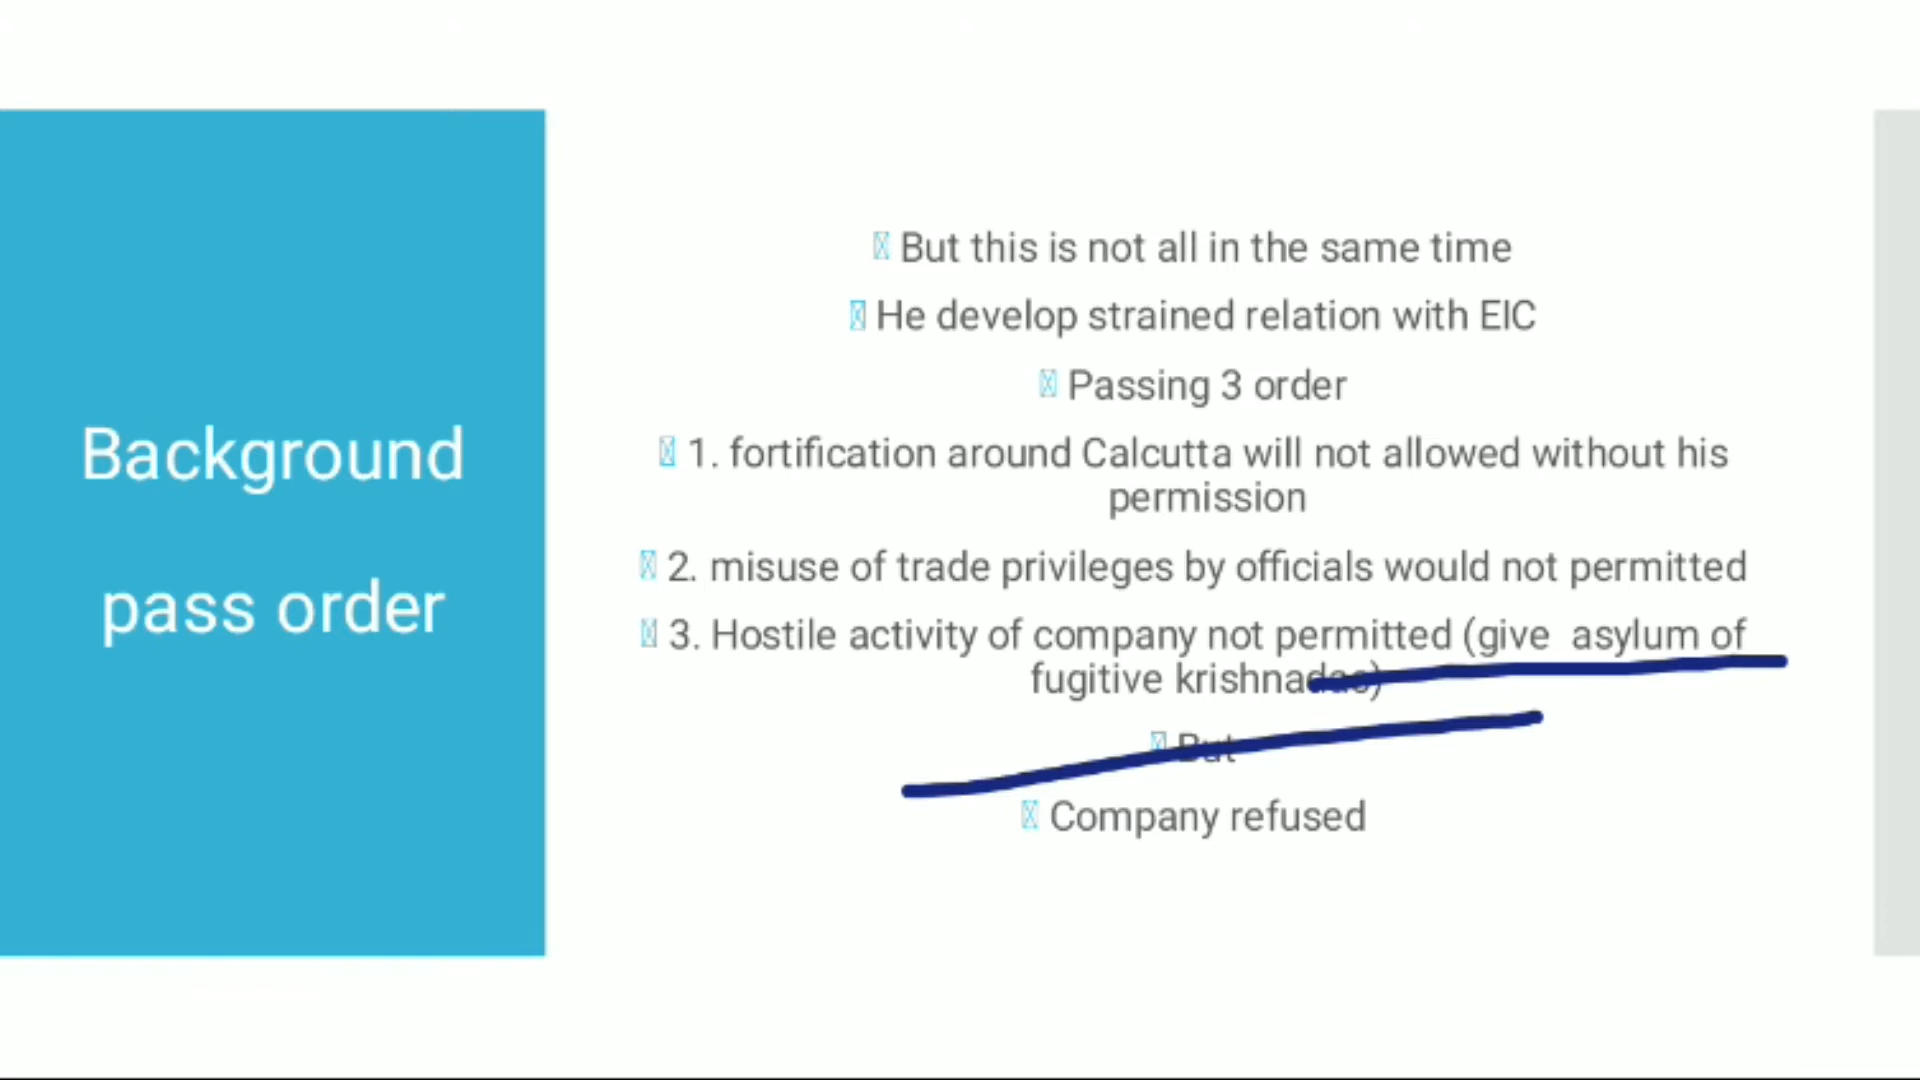 Background
pass order
But this is not all in the same time
He develop strained relation with EIC
Passing 3 order
1. fortification around Calcutta will not allowed without his
permission
2. misuse of trade privileges by officials would not permitted
3. Hostile activity of company not permitted (give asylum of
fugitive krishnadas)
But
Company refused